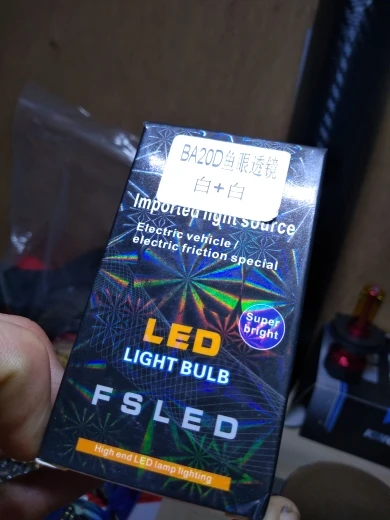 BA20D鱼眼透镜
白+白
Imported light source
Electric vehicle /
electric friction special
Super
bright
LED
LIGHT BULB
FSLED
High end LED lamp lighting